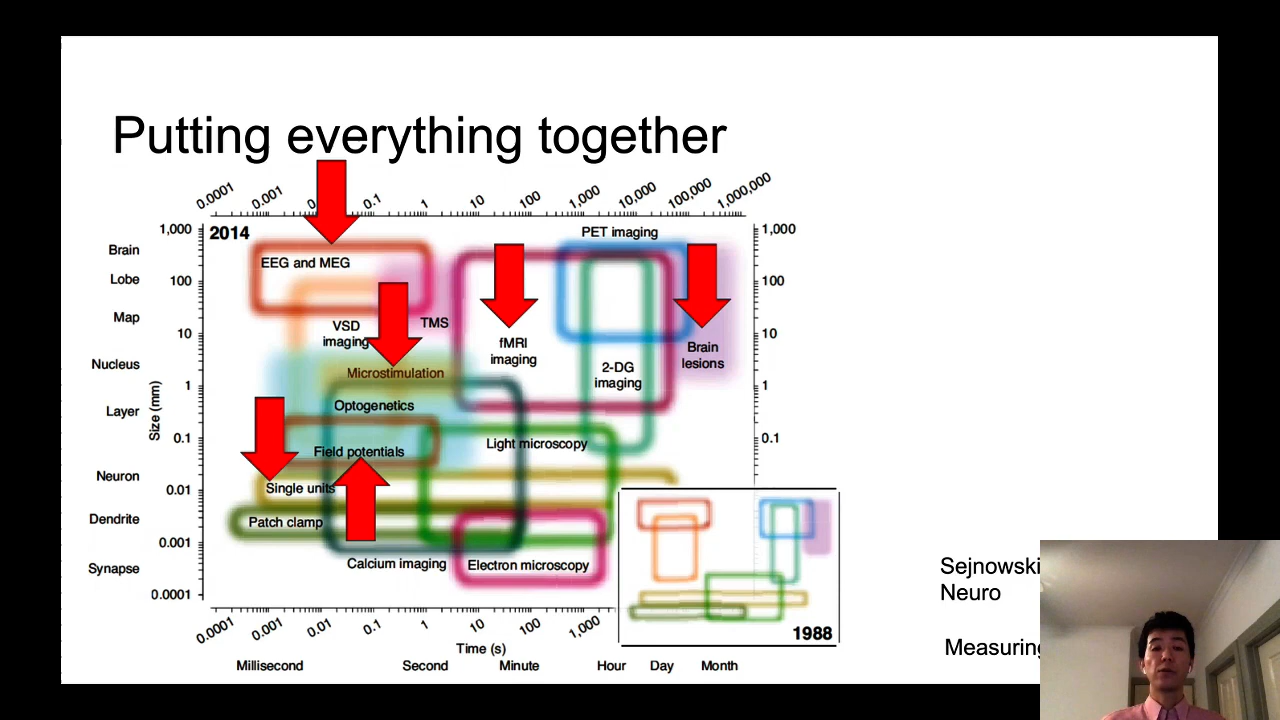 Putting everything together
0.0001 0.001 0.1 1 10 100 1,000 10,000 100,000 1,000,000
2014
1,000 1,000
PET imaging
Brain
EEG and MEG
Lobe 100 100
Map
VSD imaging
TMS
10 10
fMRI imaging
Brain lesions
Nucleus
Microstimulation
2-DG imaging
1 1
Layer
Optogenetics
Size (mm)
0.1 0.1
Light microscopy
Field potentials
Neuron
Single units
0.01
Dendrite
Patch clamp
0.001
Calcium imaging
Electron microscopy
Synapse
0.0001
0.0001 0.001 0.01 0.1 1 10 100 1,000
1988
Time (s)
Millisecond Second Minute Hour Day Month
Sejnowski
Neuro
Measuring